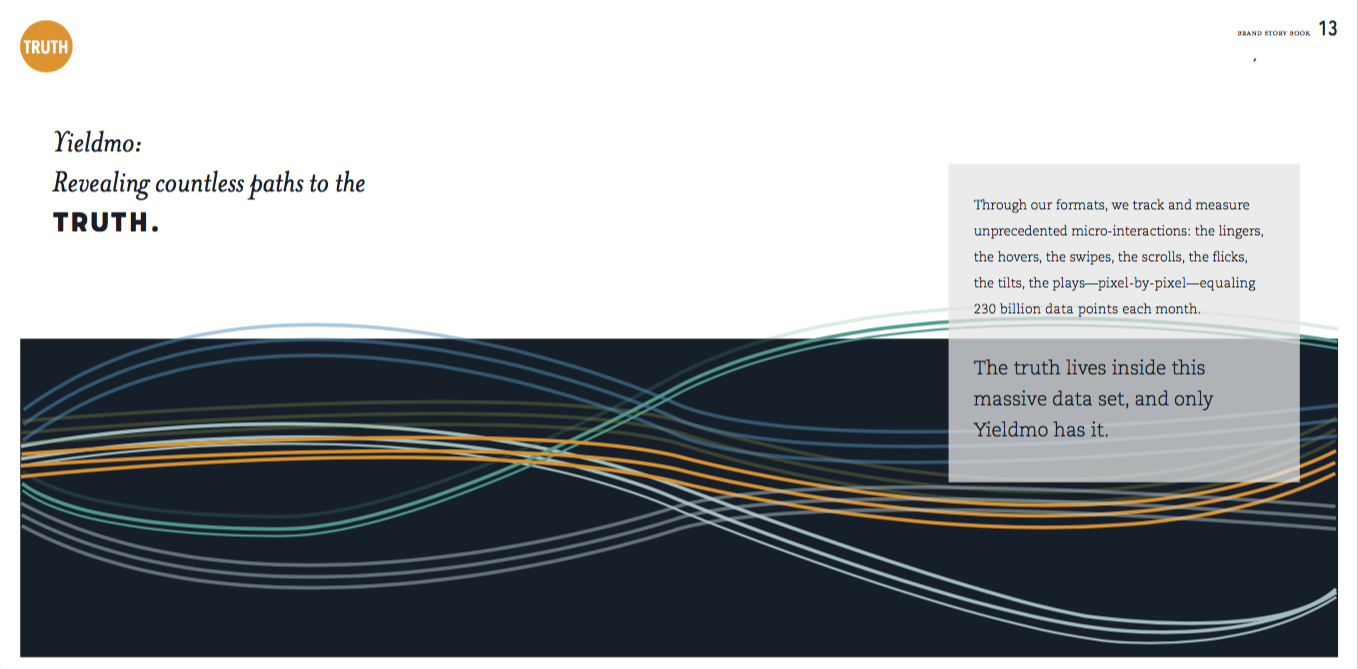 TRUTH
BRAND STORY BOOK 13
Yieldmo:
Revealing countless paths to the
TRUTH.
Through our formats, we track and measure
unprecedented micro-interactions: the lingers,
the hovers, the swipes, the scrolls, the flicks,
the tilts, the plays—pixel-by-pixel—equaling
230 billion data points each month.
The truth lives inside this
massive data set, and only
Yieldmo has it.